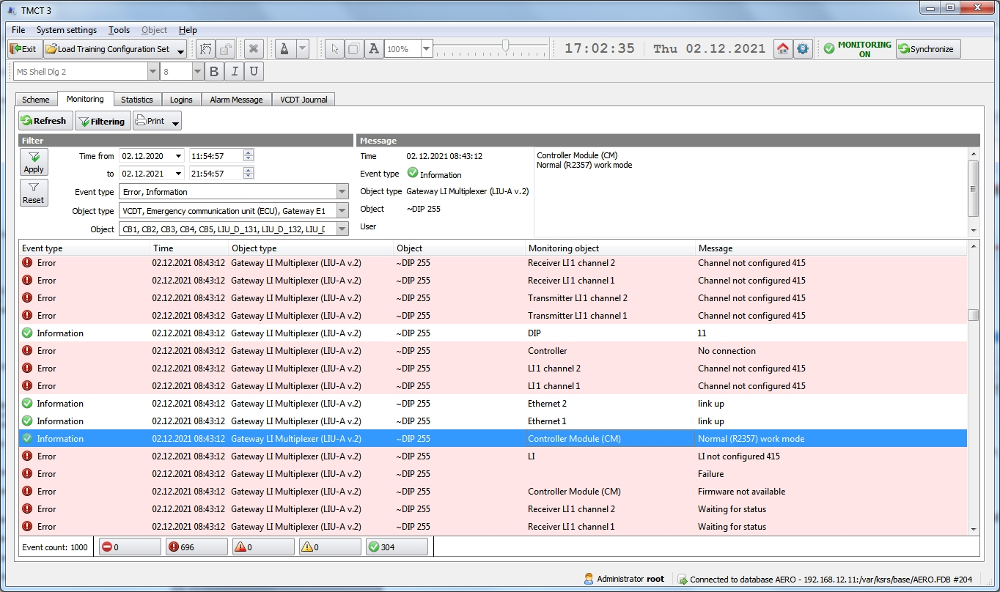 TMCT 3
File System settings Tools Object Help
Exit Load Training Configuration Set A 100% 17:02:35 Thu 02.12.2021 MONITORING ON Synchronize
MS Shell Dlg 2 8 B I U
Scheme Monitoring Statistics Logins Alarm Message VCDT Journal
Refresh Filtering Print
Filter Message
Apply Time from 02.12.2020 11:54:57 Time 02.12.2021 08:43:12 Controller Module (CM)
Normal (R2357) work mode
to 02.12.2021 21:54:57 Event type Information
Reset Event type Error, Information Object type Gateway LI Multiplexer (LIU-A v.2)
Object type VCDT, Emergency communication unit (ECU), Gateway E1 Object ~DIP 255
Object CB1, CB2, CB3, CB4, CB5, LIU_D_131, LIU_D_132, LIU_D User
Event type Time Object type Object Monitoring object Message
Error 02.12.2021 08:43:12 Gateway LI Multiplexer (LIU-A v.2) ~DIP 255 Receiver LI1 channel 2 Channel not configured 415
Error 02.12.2021 08:43:12 Gateway LI Multiplexer (LIU-A v.2) ~DIP 255 Receiver LI1 channel 1 Channel not configured 415
Error 02.12.2021 08:43:12 Gateway LI Multiplexer (LIU-A v.2) ~DIP 255 Transmitter LI1 channel 2 Channel not configured 415
Error 02.12.2021 08:43:12 Gateway LI Multiplexer (LIU-A v.2) ~DIP 255 Transmitter LI1 channel 1 Channel not configured 415
Information 02.12.2021 08:43:12 Gateway LI Multiplexer (LIU-A v.2) ~DIP 255 DIP 11
Error 02.12.2021 08:43:12 Gateway LI Multiplexer (LIU-A v.2) ~DIP 255 Controller No connection
Error 02.12.2021 08:43:12 Gateway LI Multiplexer (LIU-A v.2) ~DIP 255 LI1 channel 2 Channel not configured 415
Error 02.12.2021 08:43:12 Gateway LI Multiplexer (LIU-A v.2) ~DIP 255 LI1 channel 1 Channel not configured 415
Information 02.12.2021 08:43:12 Gateway LI Multiplexer (LIU-A v.2) ~DIP 255 Ethernet 2 link up
Information 02.12.2021 08:43:12 Gateway LI Multiplexer (LIU-A v.2) ~DIP 255 Ethernet 1 link up
Information 02.12.2021 08:43:12 Gateway LI Multiplexer (LIU-A v.2) ~DIP 255 Controller Module (CM) Normal (R2357) work mode
Error 02.12.2021 08:43:12 Gateway LI Multiplexer (LIU-A v.2) ~DIP 255 LI LI not configured 415
Error 02.12.2021 08:43:12 Gateway LI Multiplexer (LIU-A v.2) ~DIP 255 Failure
Error 02.12.2021 08:43:12 Gateway LI Multiplexer (LIU-A v.2) ~DIP 255 Controller Module (CM) Firmware not available
Error 02.12.2021 08:43:12 Gateway LI Multiplexer (LIU-A v.2) ~DIP 255 Receiver LI1 channel 2 Waiting for status
Error 02.12.2021 08:43:12 Gateway LI Multiplexer (LIU-A v.2) ~DIP 255 Receiver LI1 channel 1 Waiting for status
Event count: 1000 0 696 0 0 304
Administrator root Connected to database AERO - 192.168.12.11:/var/ksrs/base/AERO.FDB #204